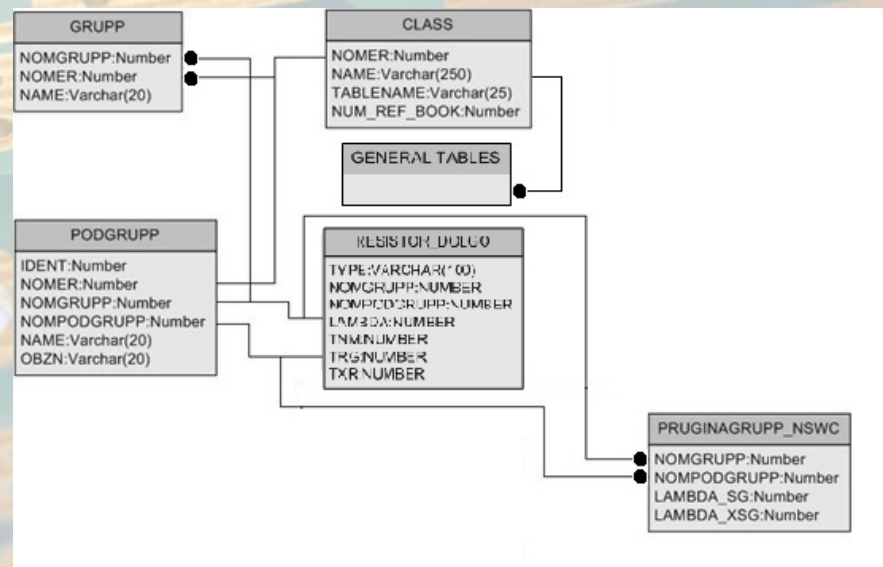 GRUPP
NOMGRUPP:Number
NOMER:Number
NAME:Varchar(20)
CLASS
NOMER:Number
NAME:Varchar(250)
TABLENAME:Varchar(25)
NUM_REF_BOOK:Number
GENERAL TABLES
PODGRUPP
IDENT:Number
NOMER:Number
NOMGRUPP:Number
NOMPODGRUPP:Number
NAME:Varchar(20)
OBZN:Varchar(20)
RESISTOR_DOLGO
TYPE:VARCHAR(100)
NOMGRUPP:NUMBER
NOMPODGRUPP:NUMBER
LAMBDA:NUMBER
TNM:NUMBER
TRG:NUMBER
TXR:NUMBER
PRUGINAGRUPP_NSWC
NOMGRUPP:Number
NOMPODGRUPP:Number
LAMBDA_SG:Number
LAMBDA_XSG:Number